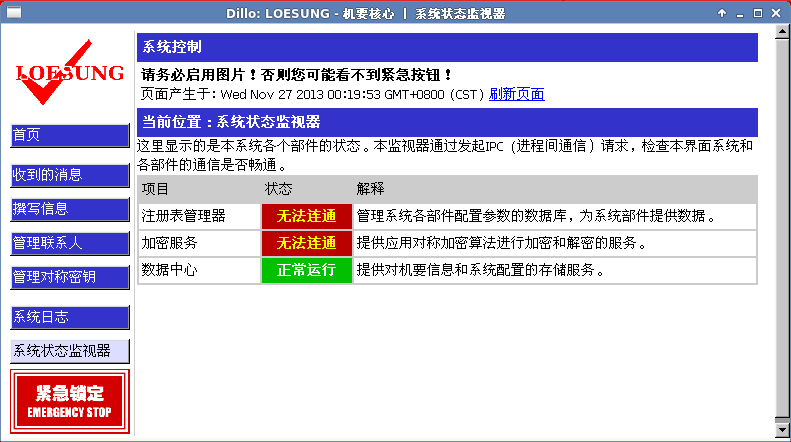 Dillo: LOESUNG - 机要核心 | 系统状态监视器
LOESUNG
首页
收到的消息
撰写信息
管理联系人
管理对称密钥
系统日志
系统状态监视器
紧急锁定
EMERGENCY STOP
系统控制
请务必启用图片！否则您可能看不到紧急按钮！
页面产生于: Wed Nov 27 2013 00:19:53 GMT+0800 (CST) 刷新页面
当前位置：系统状态监视器
这里显示的是本系统各个部件的状态。本监视器通过发起IPC（进程间通信）请求，检查本界面系统和
各部件的通信是否畅通。
项目 状态 解释
注册表管理器 无法连通 管理系统各部件配置参数的数据库，为系统部件提供数据。
加密服务 无法连通 提供应用对称加密算法进行加密和解密的服务。
数据中心 正常运行 提供对机要信息和系统配置的存储服务。